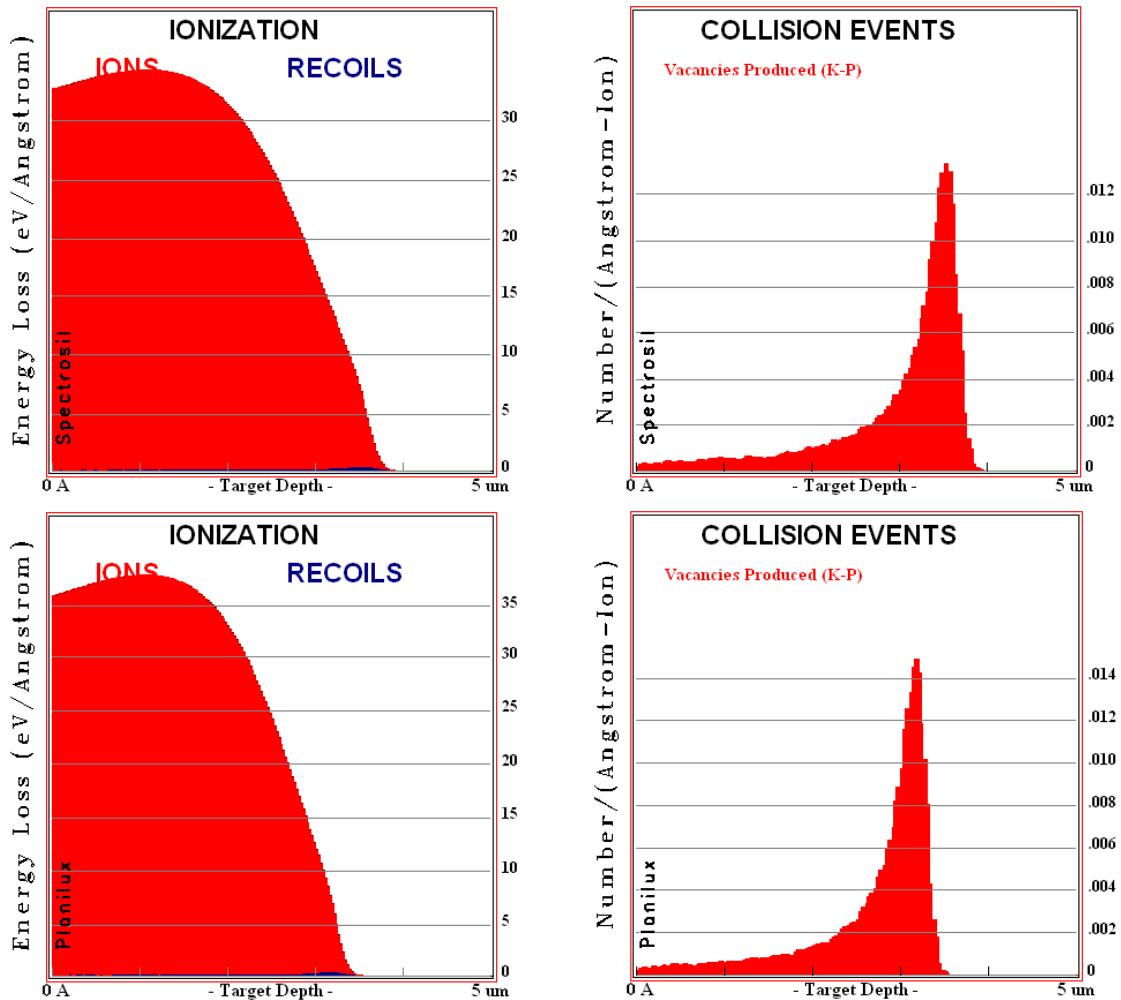 IONIZATION
IONS RECOILS
Energy Loss (eV/Angstrom)
Spectrosil
30
25
20
15
10
5
0
0 A - Target Depth - 5 um
COLLISION EVENTS
Vacancies Produced (K-P)
Number/(Angstrom-Ion)
Spectrosil
.012
.010
.008
.006
.004
.002
0
0 A - Target Depth - 5 um
IONIZATION
IONS RECOILS
Energy Loss (eV/Angstrom)
Planilux
35
30
25
20
15
10
5
0
0 A - Target Depth - 5 um
COLLISION EVENTS
Vacancies Produced (K-P)
Number/(Angstrom-Ion)
Planilux
.014
.012
.010
.008
.006
.004
.002
0
0 A - Target Depth - 5 um